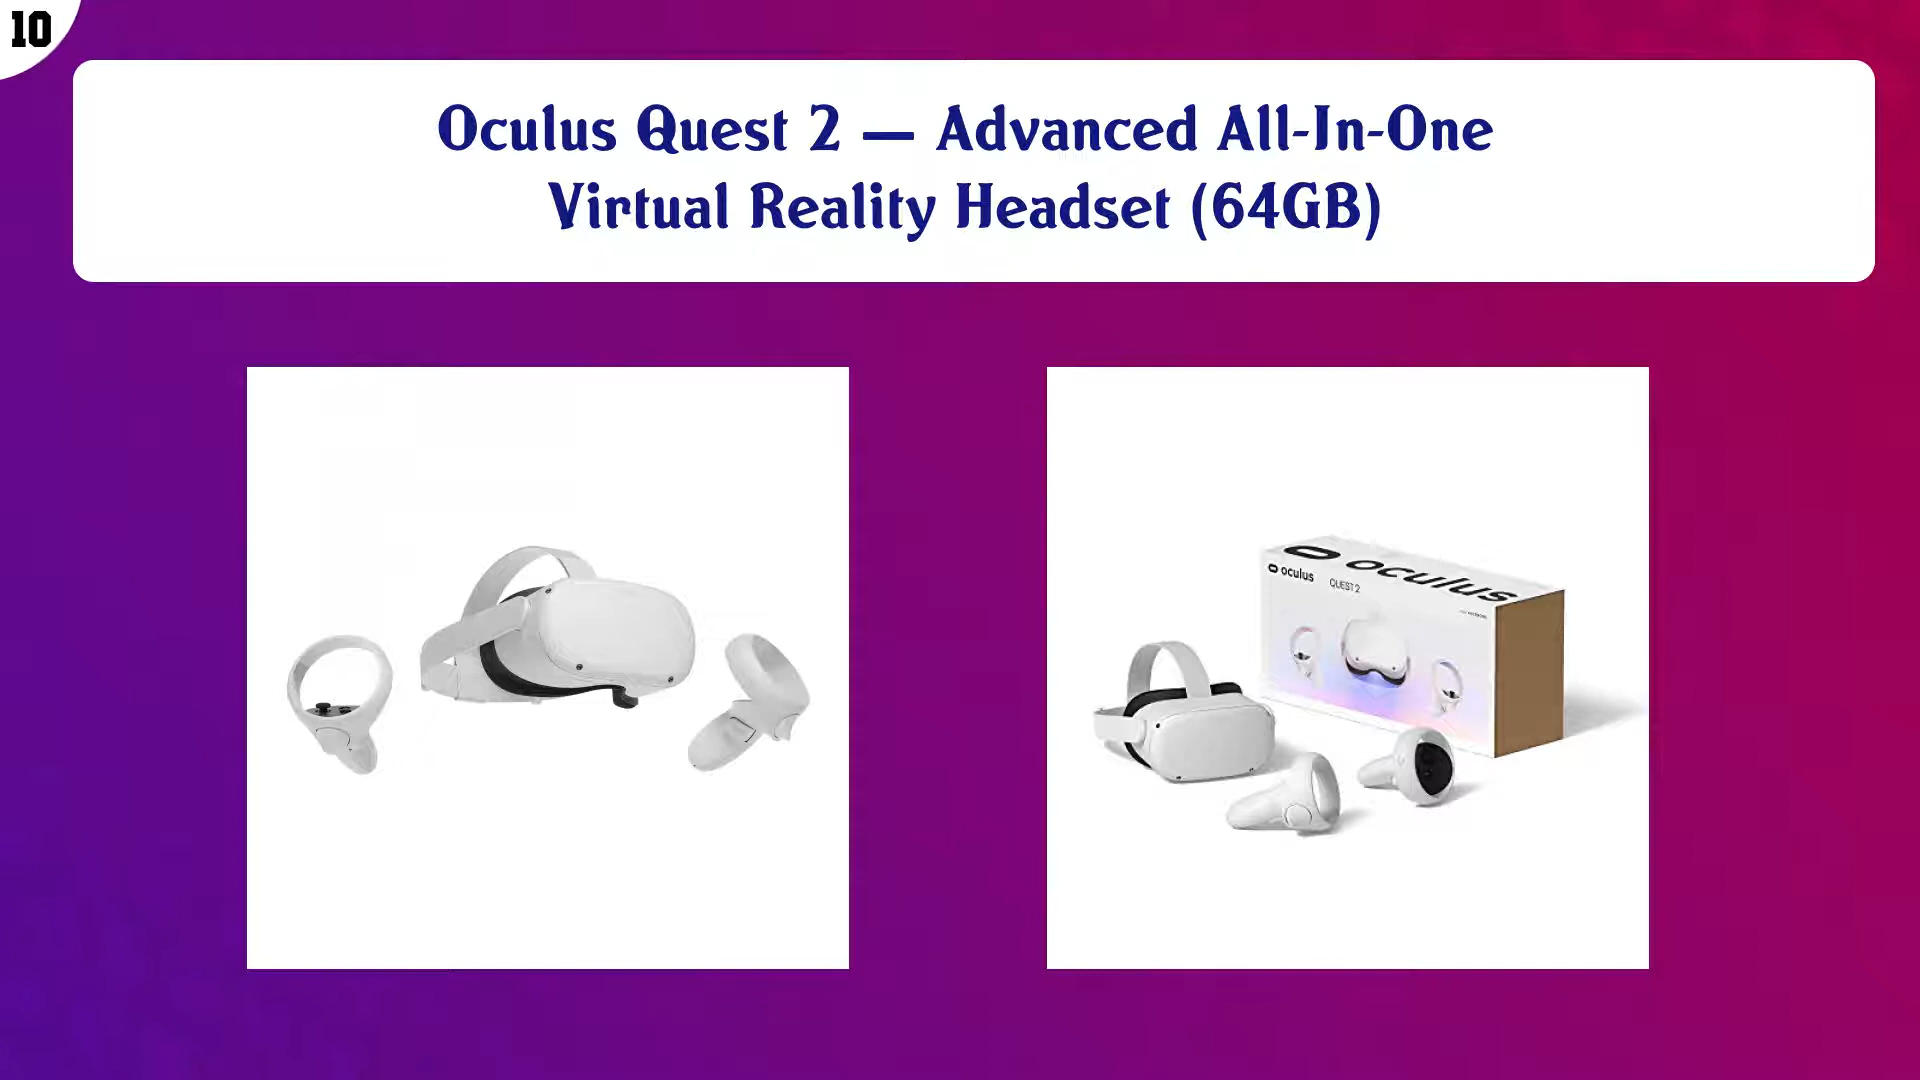 10
Oculus Quest 2 — Advanced All-In-One
Virtual Reality Headset (64GB)
oculus
oculus
QUEST 2